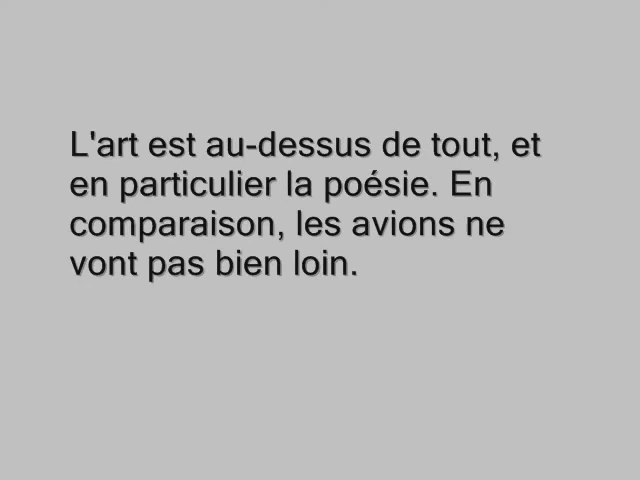 L'art est au-dessus de tout, et
en particulier la poésie. En
comparaison, les avions ne
vont pas bien loin.